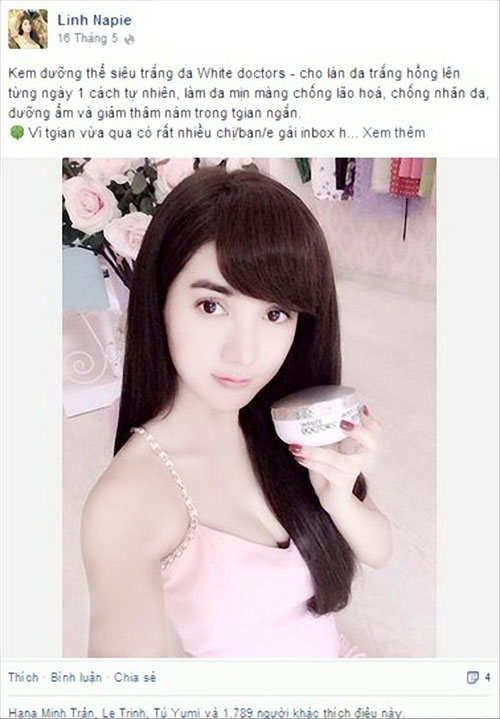 Linh Napie
16 Tháng 5
Kem dưỡng thể siêu trắng da White doctors - cho làn da trắng hồng lên
từng ngày 1 cách tự nhiên, làm da mịn màng chống lão hoá, chống nhăn da,
dưỡng ẩm và giảm thâm nám trong tgian ngắn.
Vì tgian vừa qua có rất nhiều chị/bạn/e gái inbox h... Xem thêm
WHITE
DOCTORS
Thích · Bình luận · Chia sẻ
4
Hana Minh Trần, Le Trinh, Tú Yumi và 1.789 người khác thích điều này.